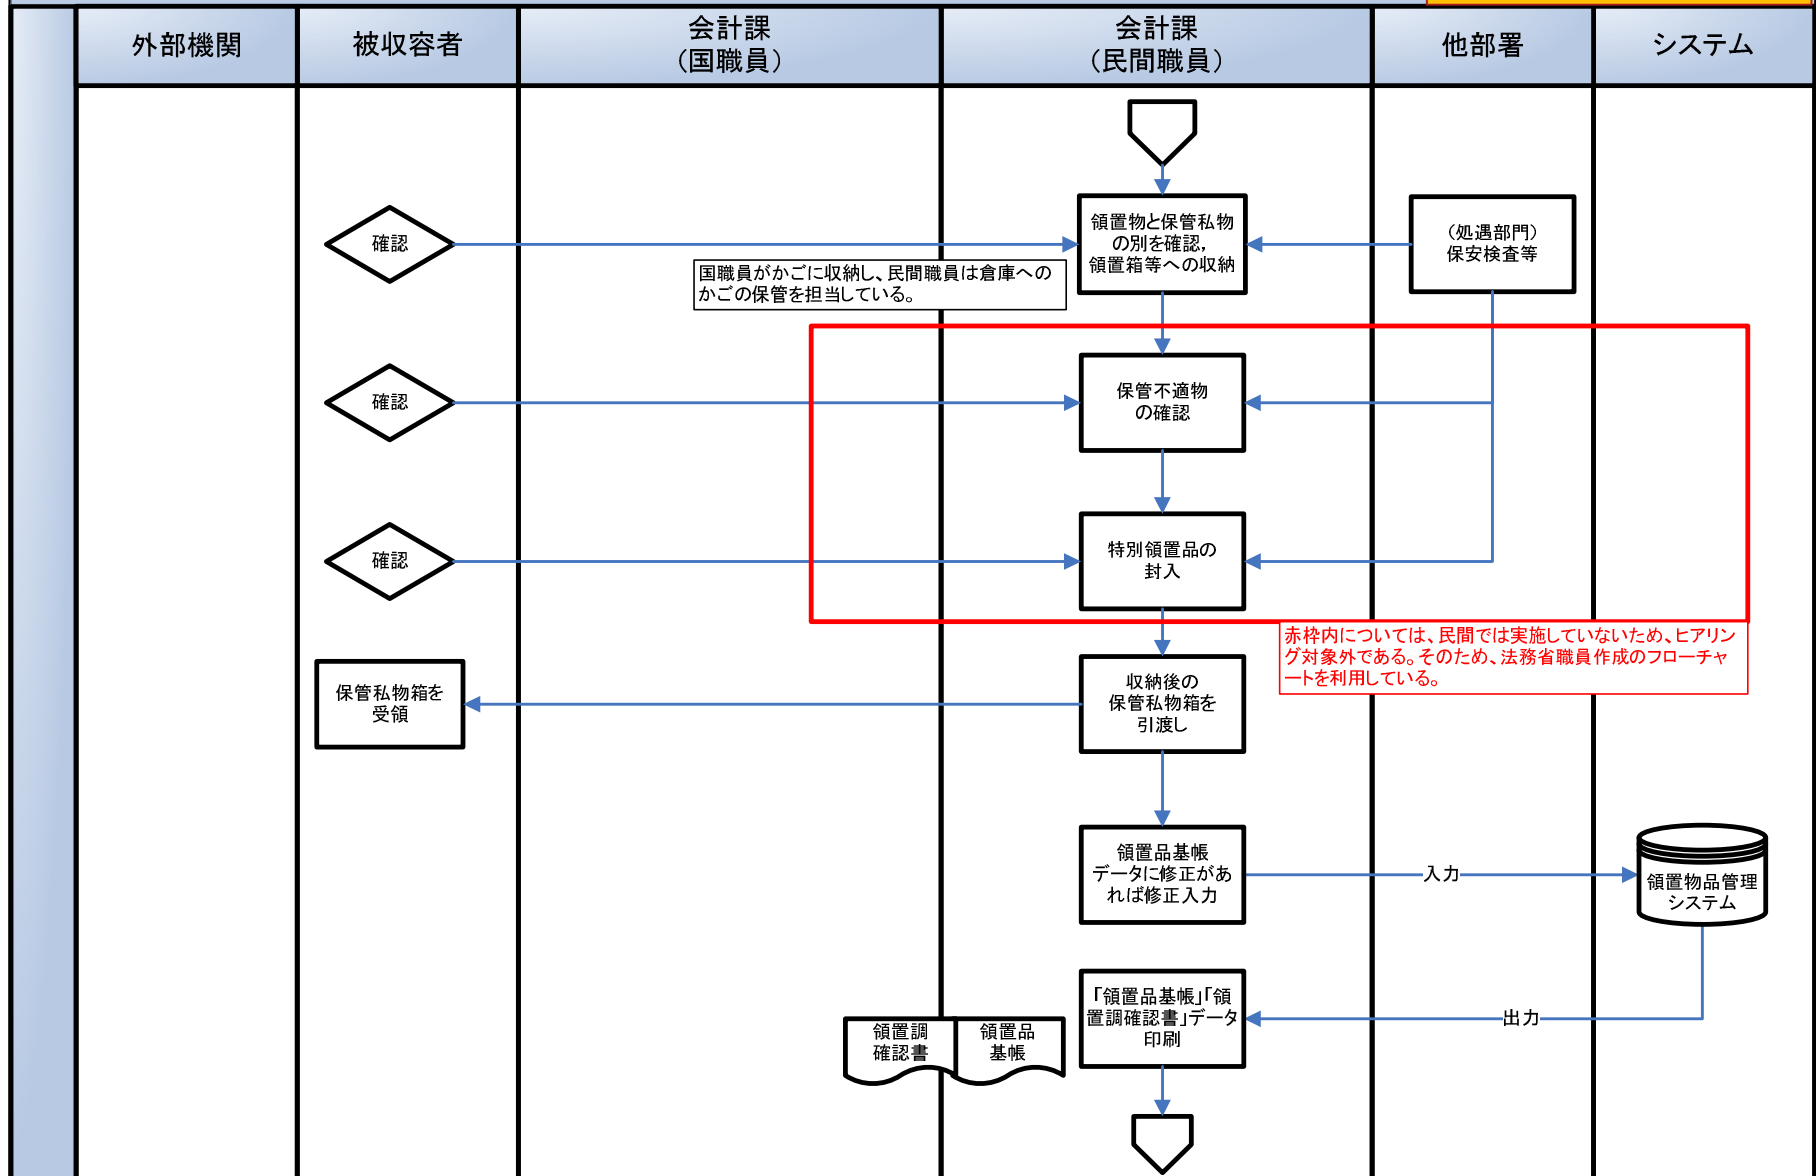 外部機関
被収容者
会計課
（国職員）
会計課
（民間職員）
他部署
システム
確認
領置物と保管私物
の別を確認，
領置箱等への収納
（処遇部門）
保安検査等
国職員がかごに収納し、民間職員は倉庫への
かごの保管を担当している。
確認
保管不適物
の確認
確認
特別領置品の
封入
赤枠内については、民間では実施していないため、ヒアリン
グ対象外である。そのため、法務省職員作成のフローチャ
ートを利用している。
保管私物箱を
受領
収納後の
保管私物箱を
引渡し
領置品基帳
データに修正があ
れば修正入力
入力
領置物品管理
システム
「領置品基帳」「領
置調確認書」データ
印刷
出力
領置調
確認書
領置品
基帳